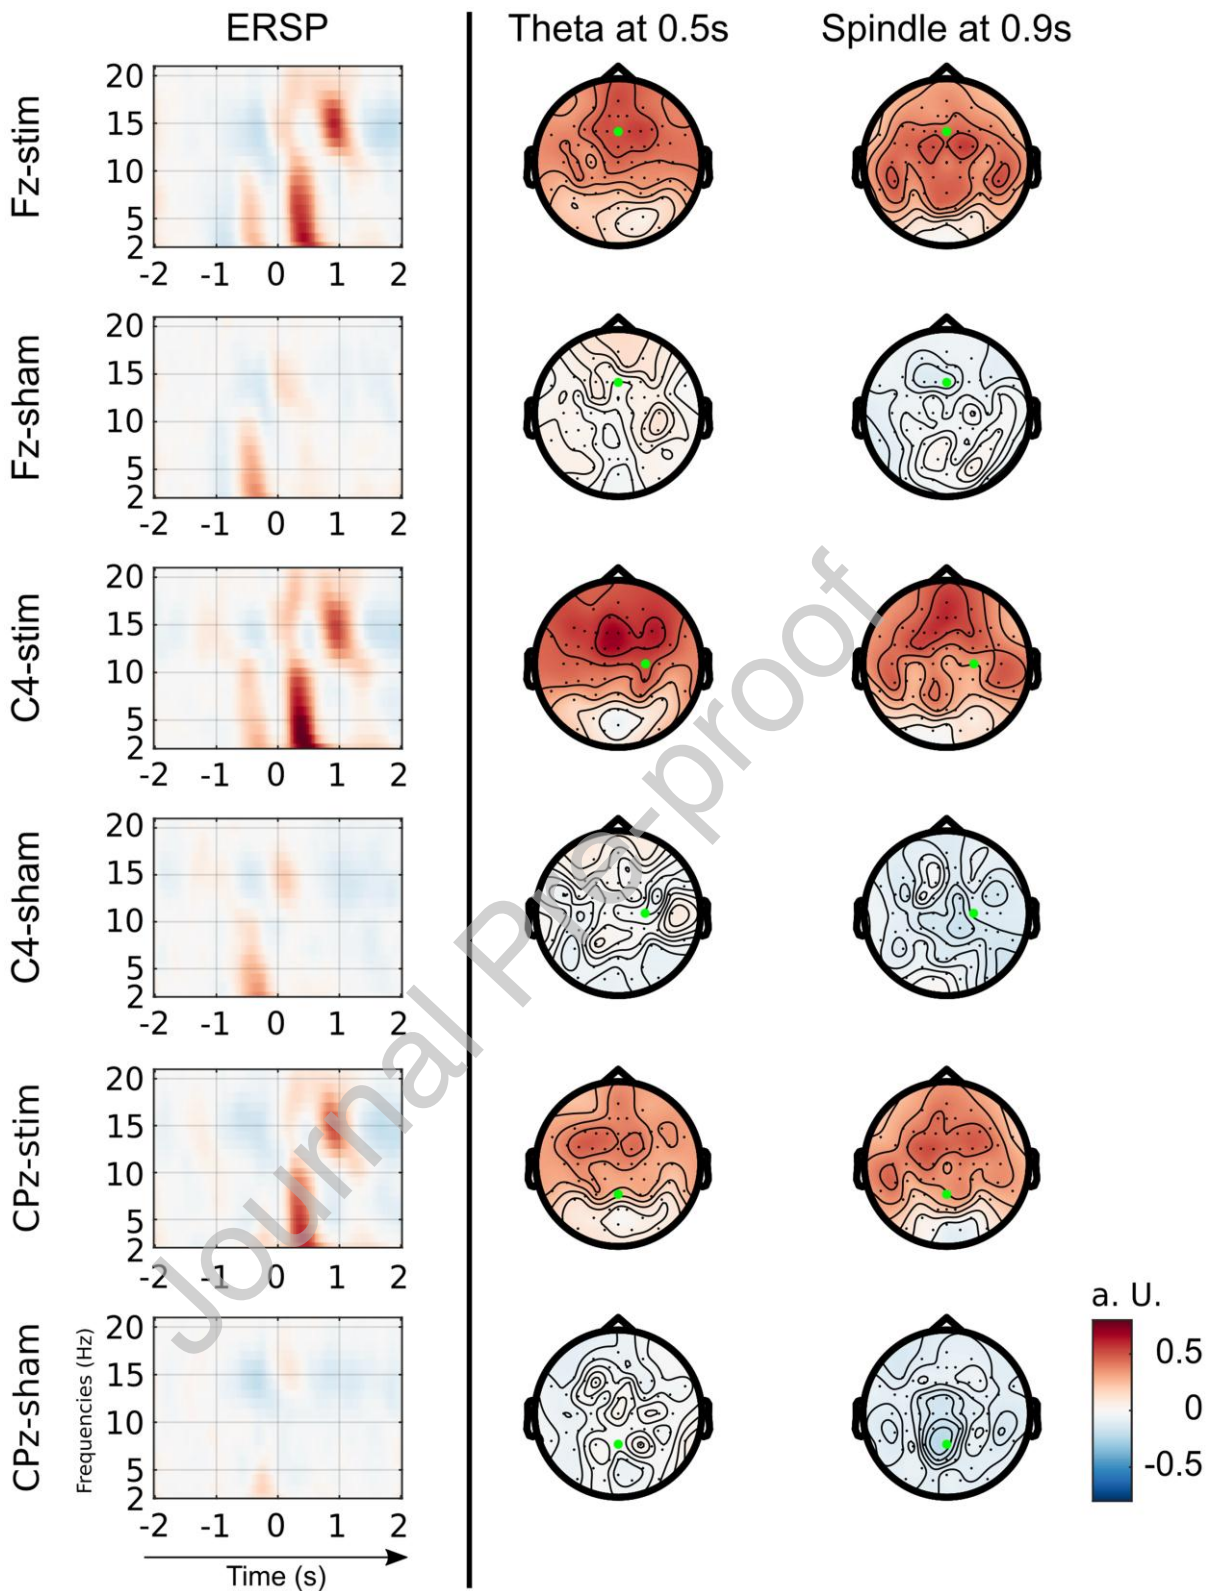 ERSP
Theta at 0.5s
Spindle at 0.9s
Fz-stim
20
15
10
5
2
-2 -1 0 1 2
Fz-sham
20
15
10
5
2
-2 -1 0 1 2
C4-stim
20
15
10
5
2
-2 -1 0 1 2
C4-sham
20
15
10
5
2
-2 -1 0 1 2
CPz-stim
20
15
10
5
2
-2 -1 0 1 2
CPz-sham
Frequencies (Hz)
20
15
10
5
2
-2 -1 0 1 2
Time (s)
a. U.
0.5
0
-0.5
Journal Pre-proof